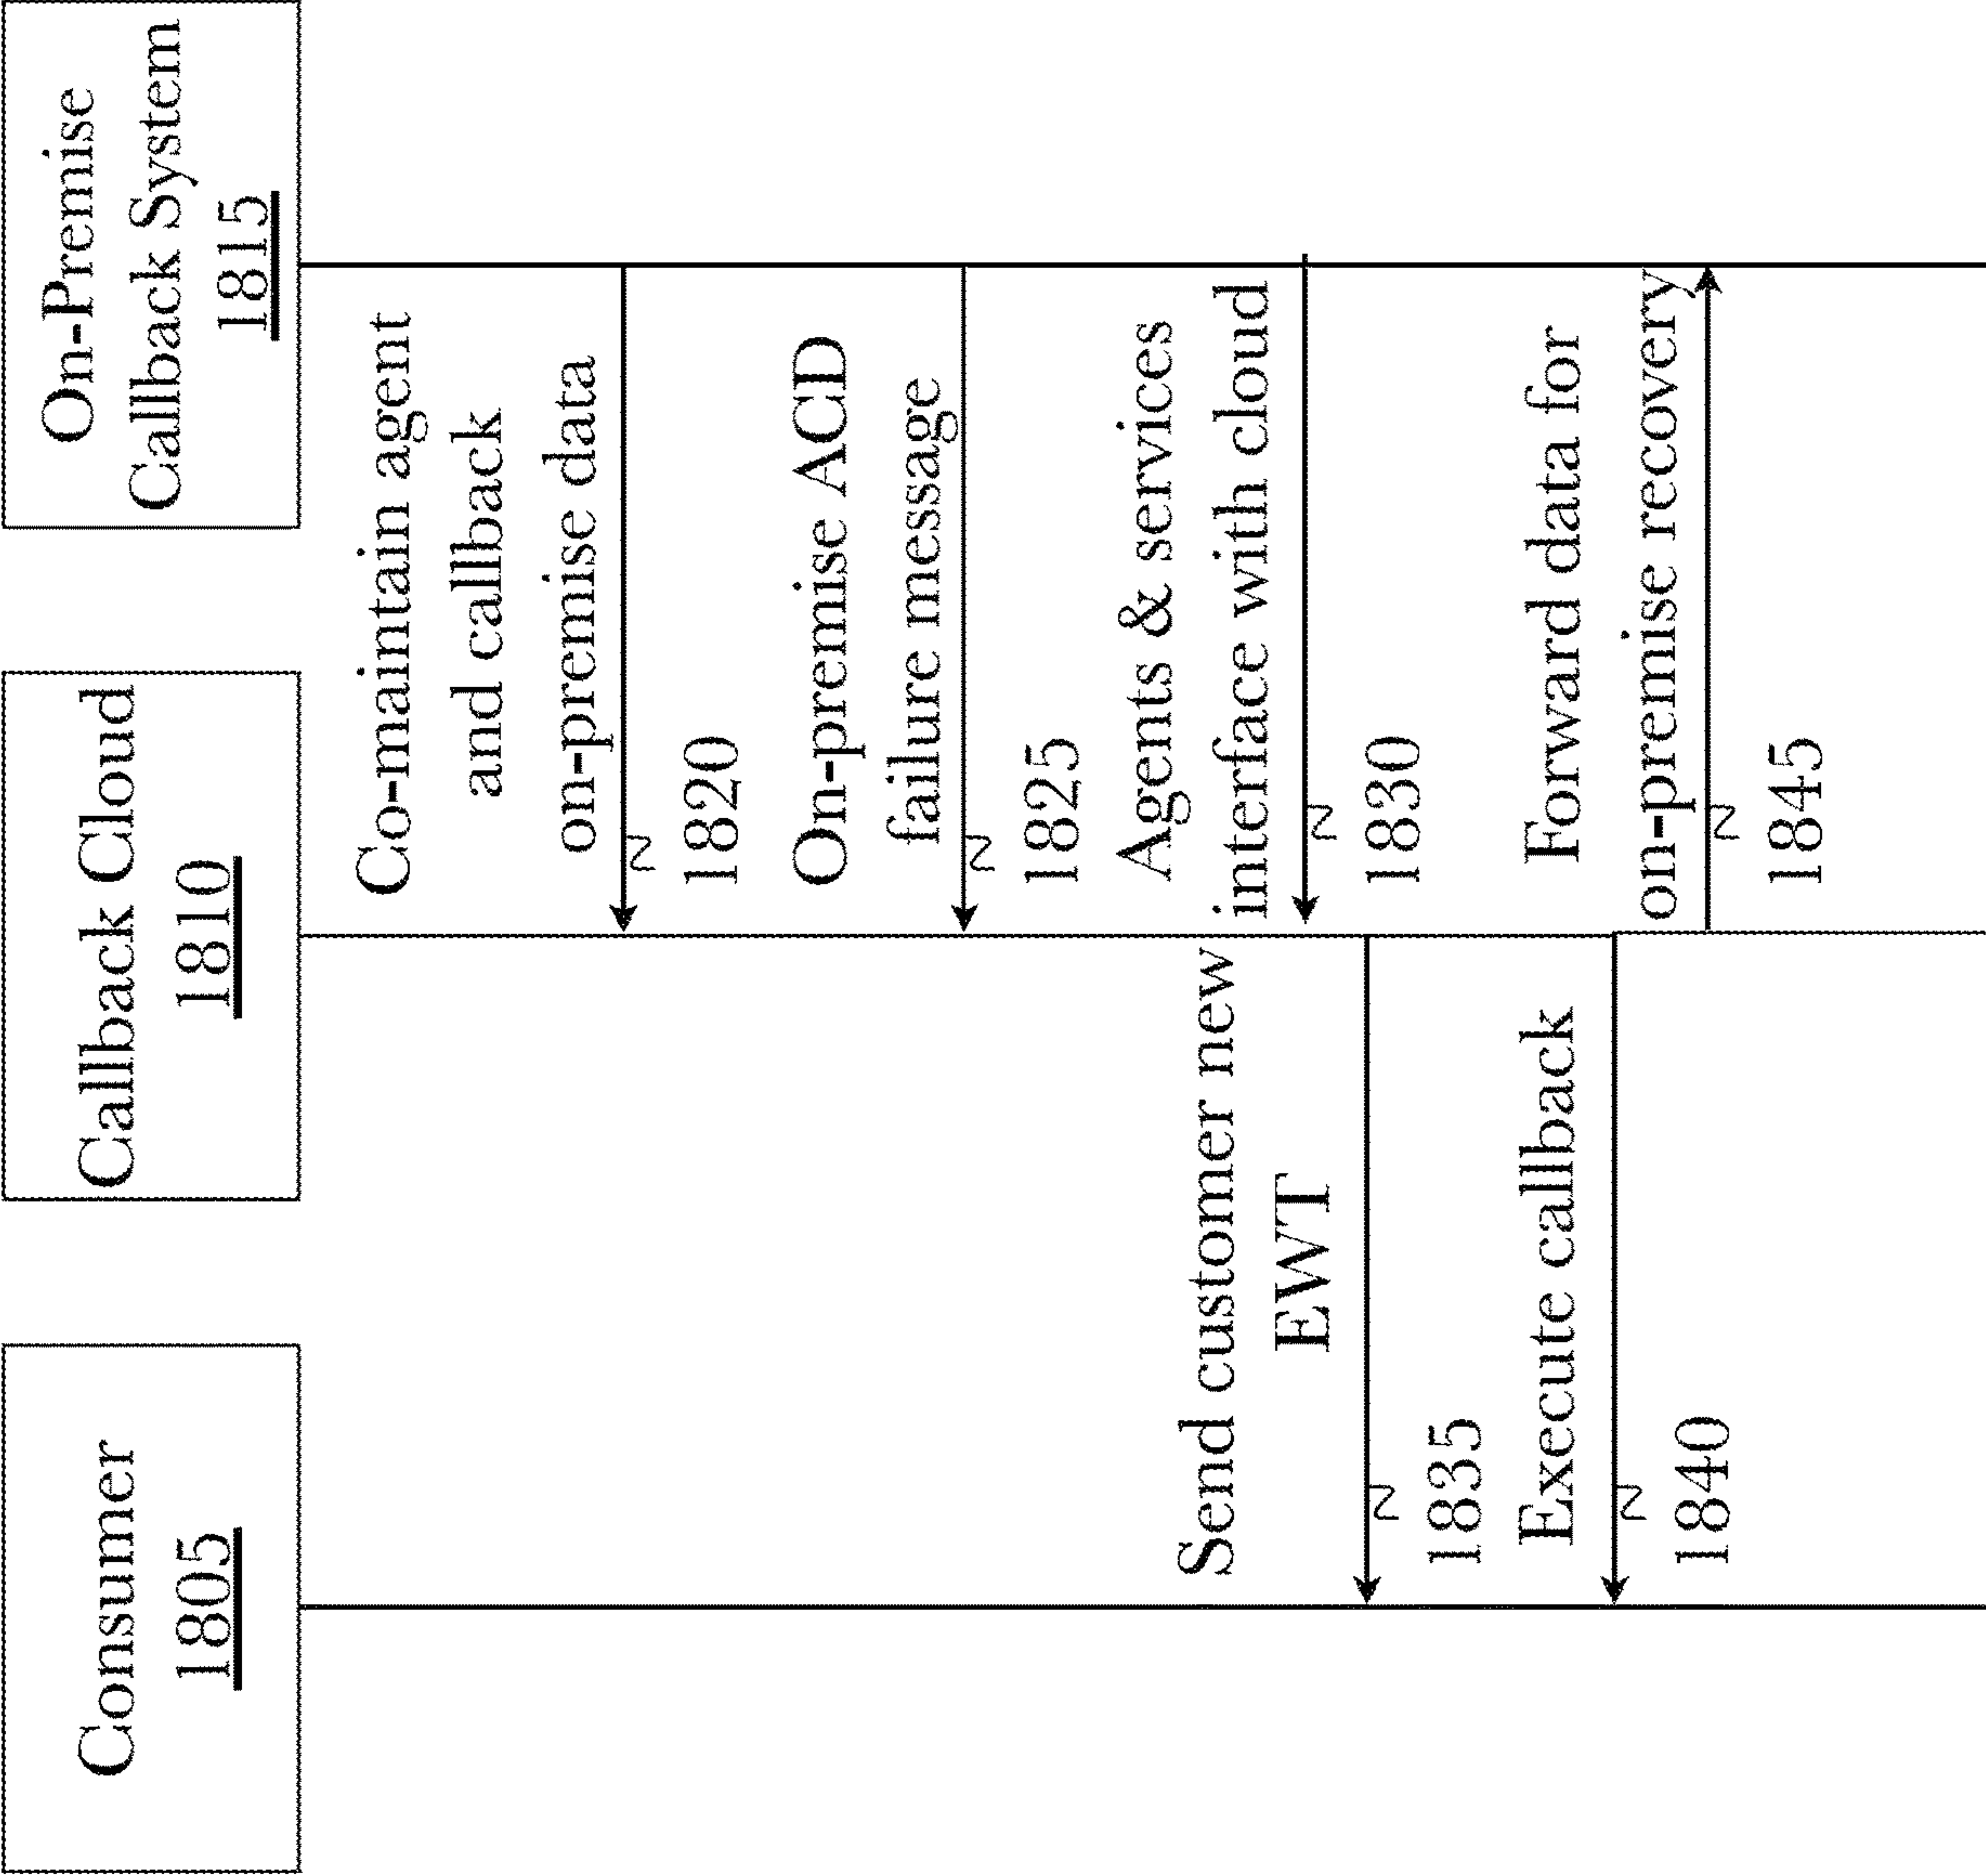 Consumer
1805
Callback Cloud
1810
On-Premise
Callback System
1815
Co-maintain agent
and callback
on-premise data
1820
On-premise ACD
failure message
1825
Agents & services
interface with cloud
1830
Send customer new
EWT
1835
Execute callback
1840
Forward data for
on-premise recovery
1845